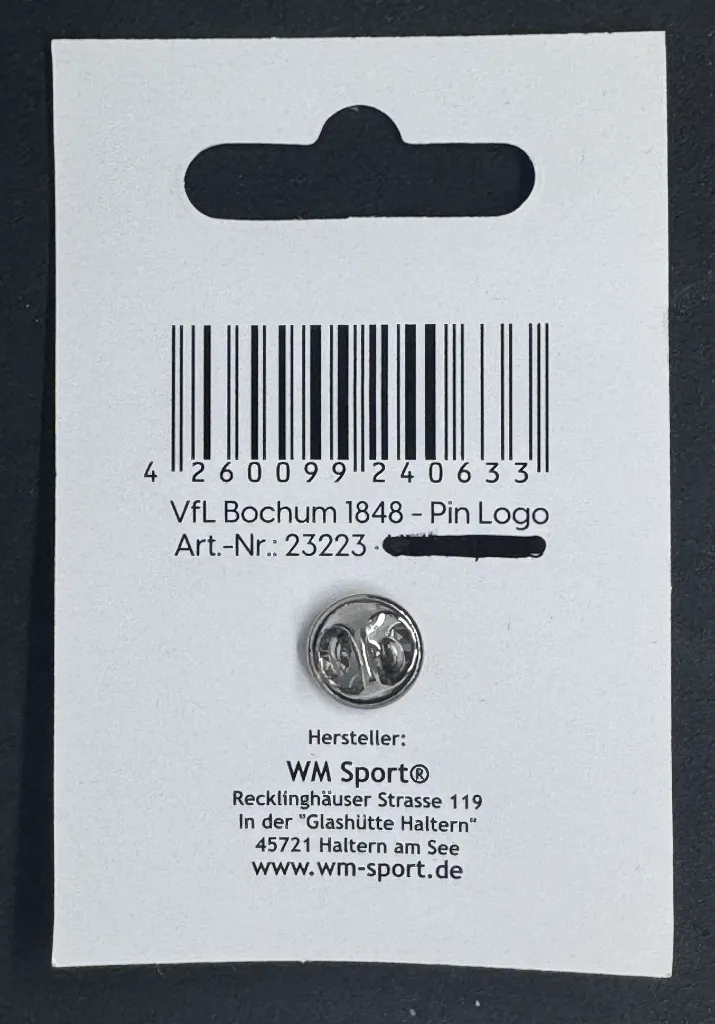 4 260099 240633
VfL Bochum 1848 - Pin Logo
Art.-Nr.: 23223 -
Hersteller:
WM Sport®
Recklinghäuser Strasse 119
In der "Glashütte Haltern"
45721 Haltern am See
www.wm-sport.de